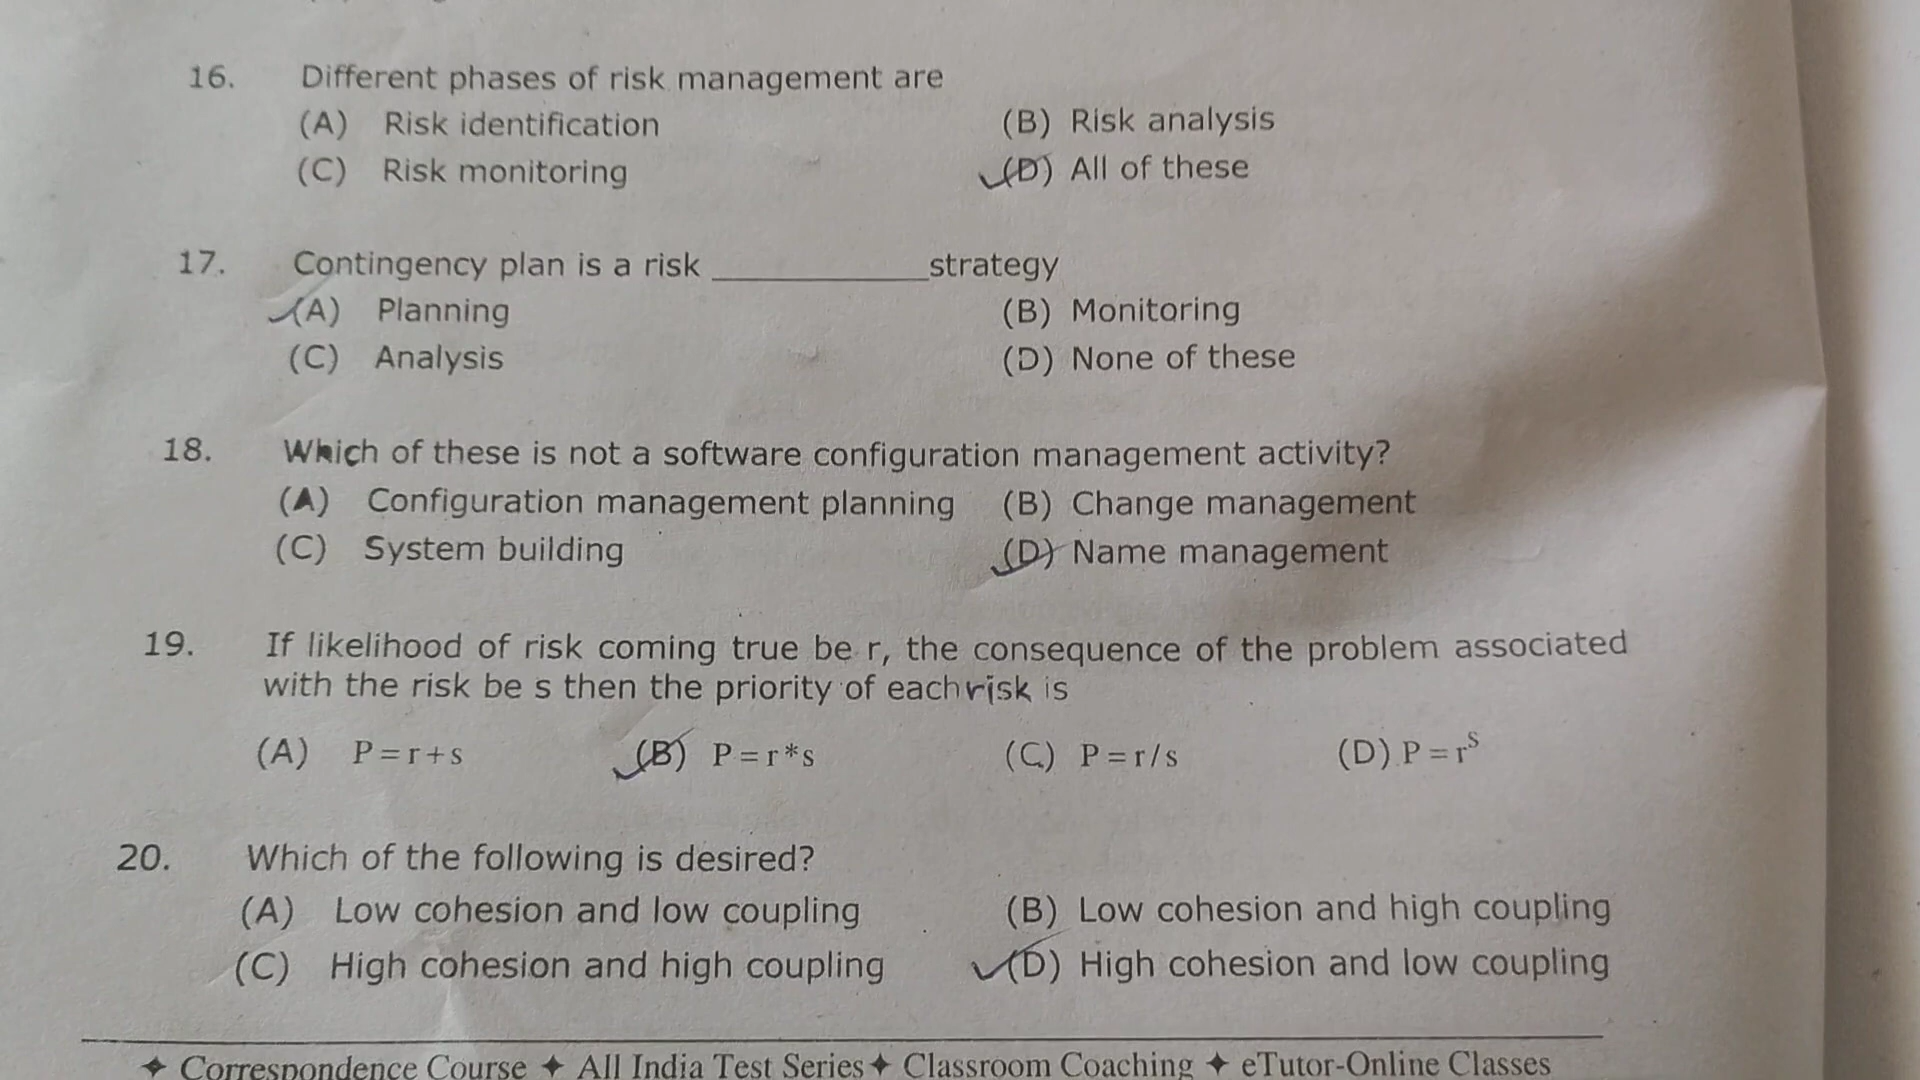 16. Different phases of risk management are
(A) Risk identification (B) Risk analysis
(C) Risk monitoring (D) All of these
17. Contingency plan is a risk ____________strategy
(A) Planning (B) Monitoring
(C) Analysis (D) None of these
18. Which of these is not a software configuration management activity?
(A) Configuration management planning (B) Change management
(C) System building (D) Name management
19. If likelihood of risk coming true be r, the consequence of the problem associated
with the risk be s then the priority of each risk is
(A) P=r+s (B) P=r*s (C) P=r/s (D) P=r^s
20. Which of the following is desired?
(A) Low cohesion and low coupling (B) Low cohesion and high coupling
(C) High cohesion and high coupling (D) High cohesion and low coupling
✦ Correspondence Course ✦ All India Test Series ✦ Classroom Coaching ✦ eTutor-Online Classes